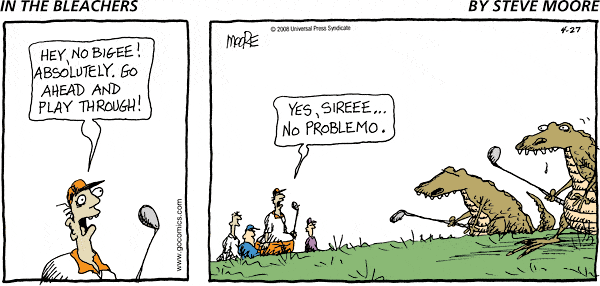 IN THE BLEACHERS
BY STEVE MOORE
HEY, NO BIGEE!
ABSOLUTELY. GO
AHEAD AND
PLAY THROUGH!
www.gocomics.com
MOORE
© 2008 Universal Press Syndicate
4-27
YES, SIREEE...
NO PROBLEMO.